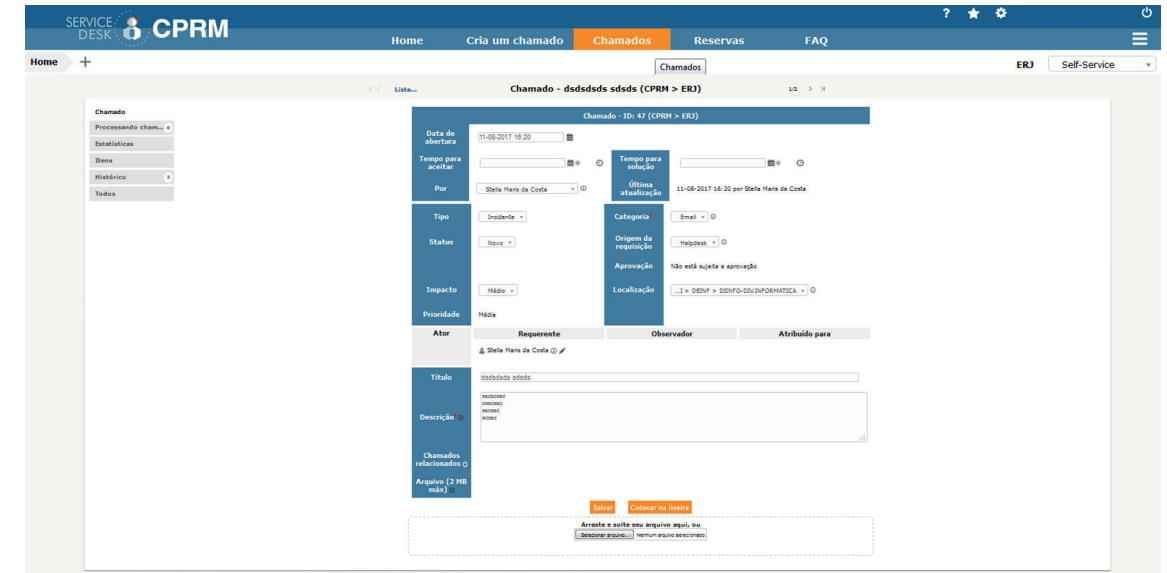 SERVICE
DESK CPRM
?
Home Cria um chamado Chamados Reservas FAQ
Home + Chamados ERJ Self-Service
Lista... Chamado - dsdsdsds sdsds (CPRM > ERJ) 1/2
Chamado
Processando cham...
Estatísticas
Itens
Histórico
Todos
Chamado - ID: 47 (CPRM > ERJ)
Data de
abertura 11-08-2017 16:20
Tempo para
aceitar
Tempo para
solução
Por Stella Maris da Costa
Última
atualização 11-08-2017 16:20 por Stella Maris da Costa
Tipo Incidente Categoria* Email
Status Novo
Origem da
requisição Helpdesk
Aprovação Não está sujeita a aprovação
Impacto Médio Localização ...I > DEINF > DIINFO-DIV.INFORMATICA
Prioridade Média
Ator Requerente Observador Atribuído para
Stella Maris da Costa
Título dsdsdsds sdsds
Descrição
Chamados
relacionados
Arquivo (2 MB
máx)
Salvar Colocar na lixeira
Arraste e solte seu arquivo aqui, ou
Selecionar arquivo... Nenhum arquivo selecionado.